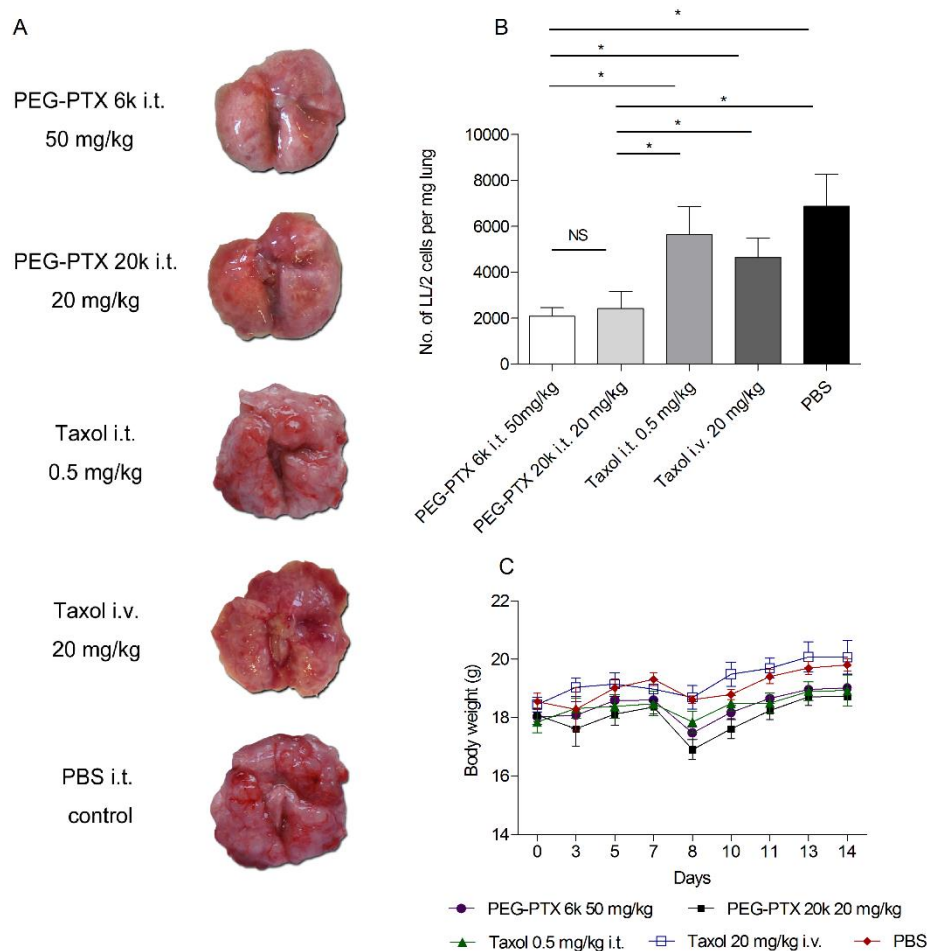 A
PEG-PTX 6k i.t.
50 mg/kg
PEG-PTX 20k i.t.
20 mg/kg
Taxol i.t.
0.5 mg/kg
Taxol i.v.
20 mg/kg
PBS i.t.
control
B
*
*
*
*
*
*
NS
No. of LL/2 cells per mg lung
10000
8000
6000
4000
2000
0
PEG-PTX 6k i.t. 50mg/kg
PEG-PTX 20k i.t. 20 mg/kg
Taxol i.t. 0.5 mg/kg
Taxol i.v. 20 mg/kg
PBS
C
Body weight (g)
22
20
18
16
14
0 3 5 7 8 10 11 13 14
Days
PEG-PTX 6k 50 mg/kg PEG-PTX 20k 20 mg/kg
Taxol 0.5 mg/kg i.t. Taxol 20 mg/kg i.v. PBS